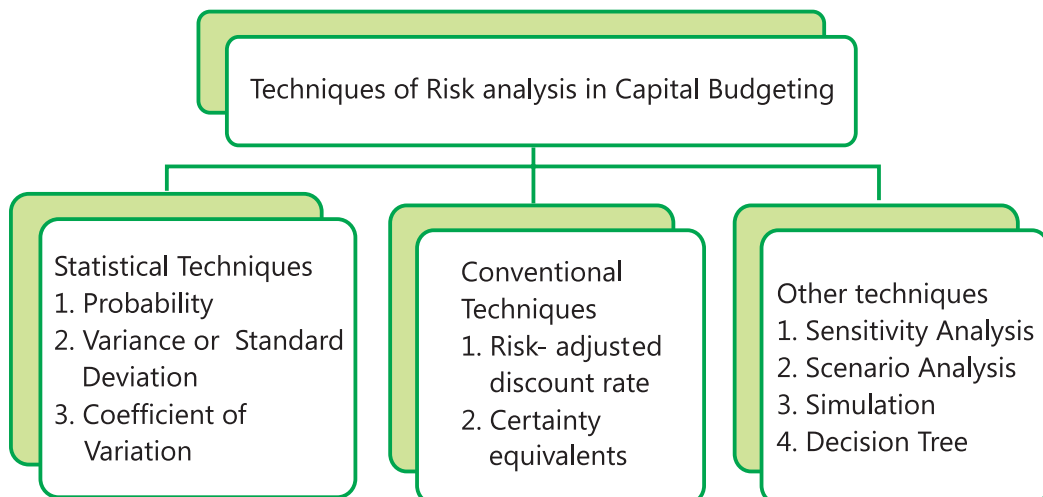 Techniques of Risk analysis in Capital Budgeting
Statistical Techniques
1. Probability
2. Variance or Standard
Deviation
3. Coefficient of
Variation
Conventional
Techniques
1. Risk- adjusted
discount rate
2. Certainty
equivalents
Other techniques
1. Sensitivity Analysis
2. Scenario Analysis
3. Simulation
4. Decision Tree